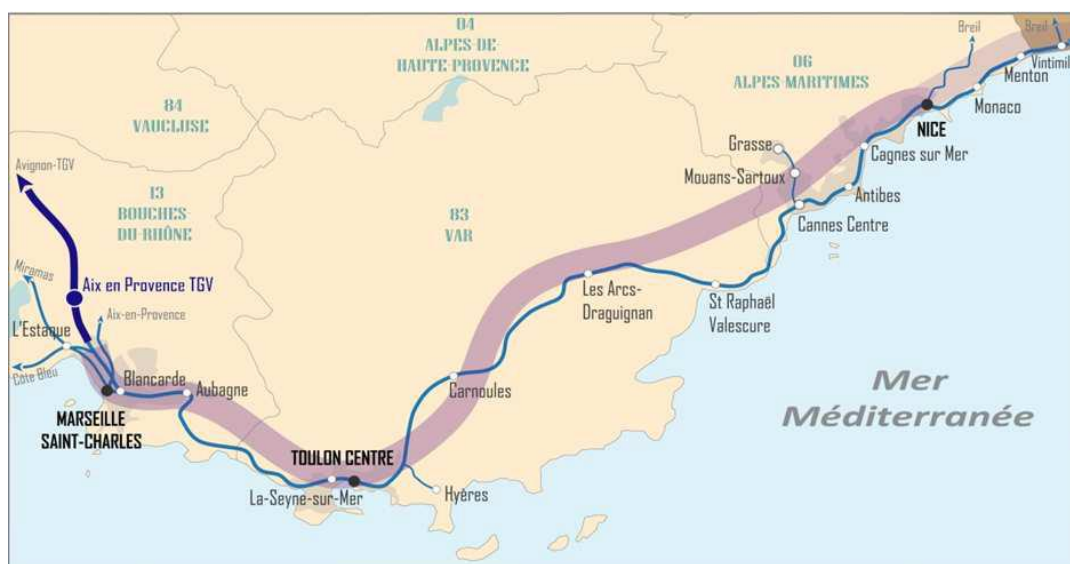 04
ALPES-DE-
HAUTE-PROVENCE
06
ALPES-MARITIMES
Breil
Breil
Vintimil
Menton
Monaco
NICE
84
VAUCLUSE
Grasse
Cagnes sur Mer
Mouans-Sartoux
Antibes
Cannes Centre
Avignon-TGV
13
BOUCHES
DU-RHÔNE
83
VAR
Miramas
Aix en Provence TGV
Aix-en-Provence
L'Estaque
Côte Bleu
Les Arcs-
Draguignan
St Raphaël
Valescure
Blancarde
Aubagne
Carnoules
MARSEILLE
SAINT-CHARLES
Mer
Méditerranée
TOULON CENTRE
La-Seyne-sur-Mer
Hyères